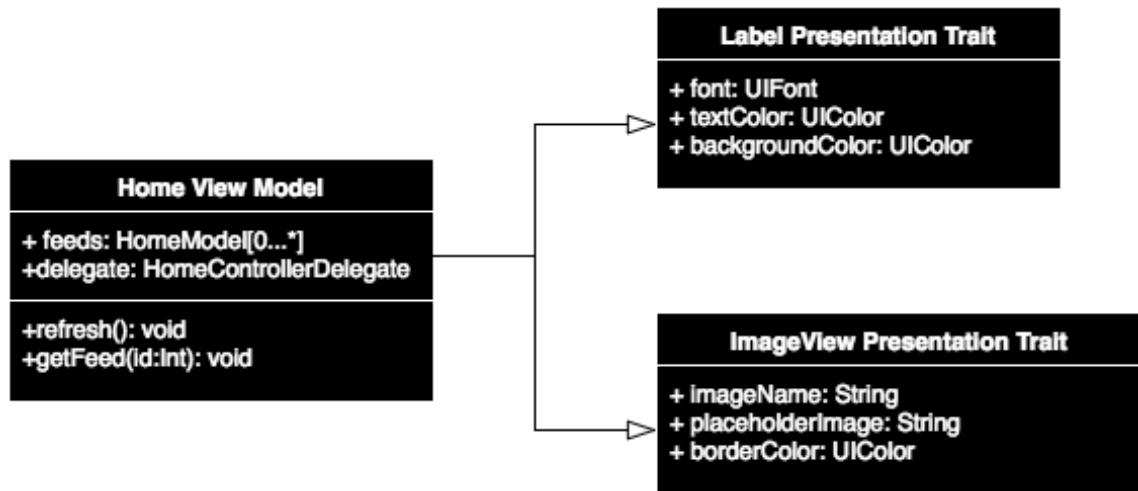 Label Presentation Trait
+ font: UIFont
+ textColor: UIColor
+ backgroundColor: UIColor
Home View Model
+ feeds: HomeModel[0...*]
+delegate: HomeControllerDelegate
+refresh(): void
+getFeed(id:Int): void
ImageView Presentation Trait
+ imageName: String
+ placeholderImage: String
+ borderColor: UIColor